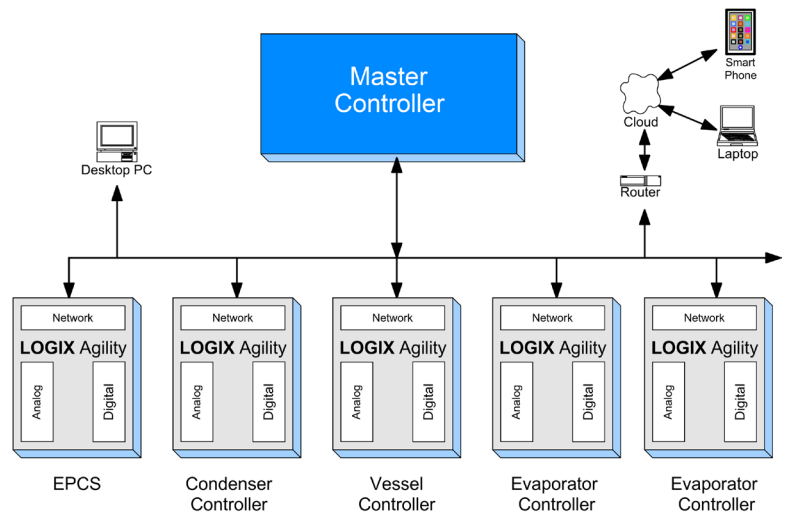 Master
Controller
Smart
Phone
Cloud
Laptop
Desktop PC
Router
Network
LOGIX Agility
Analog
Digital
EPCS
Network
LOGIX Agility
Analog
Digital
Condenser
Controller
Network
LOGIX Agility
Analog
Digital
Vessel
Controller
Network
LOGIX Agility
Analog
Digital
Evaporator
Controller
Network
LOGIX Agility
Analog
Digital
Evaporator
Controller